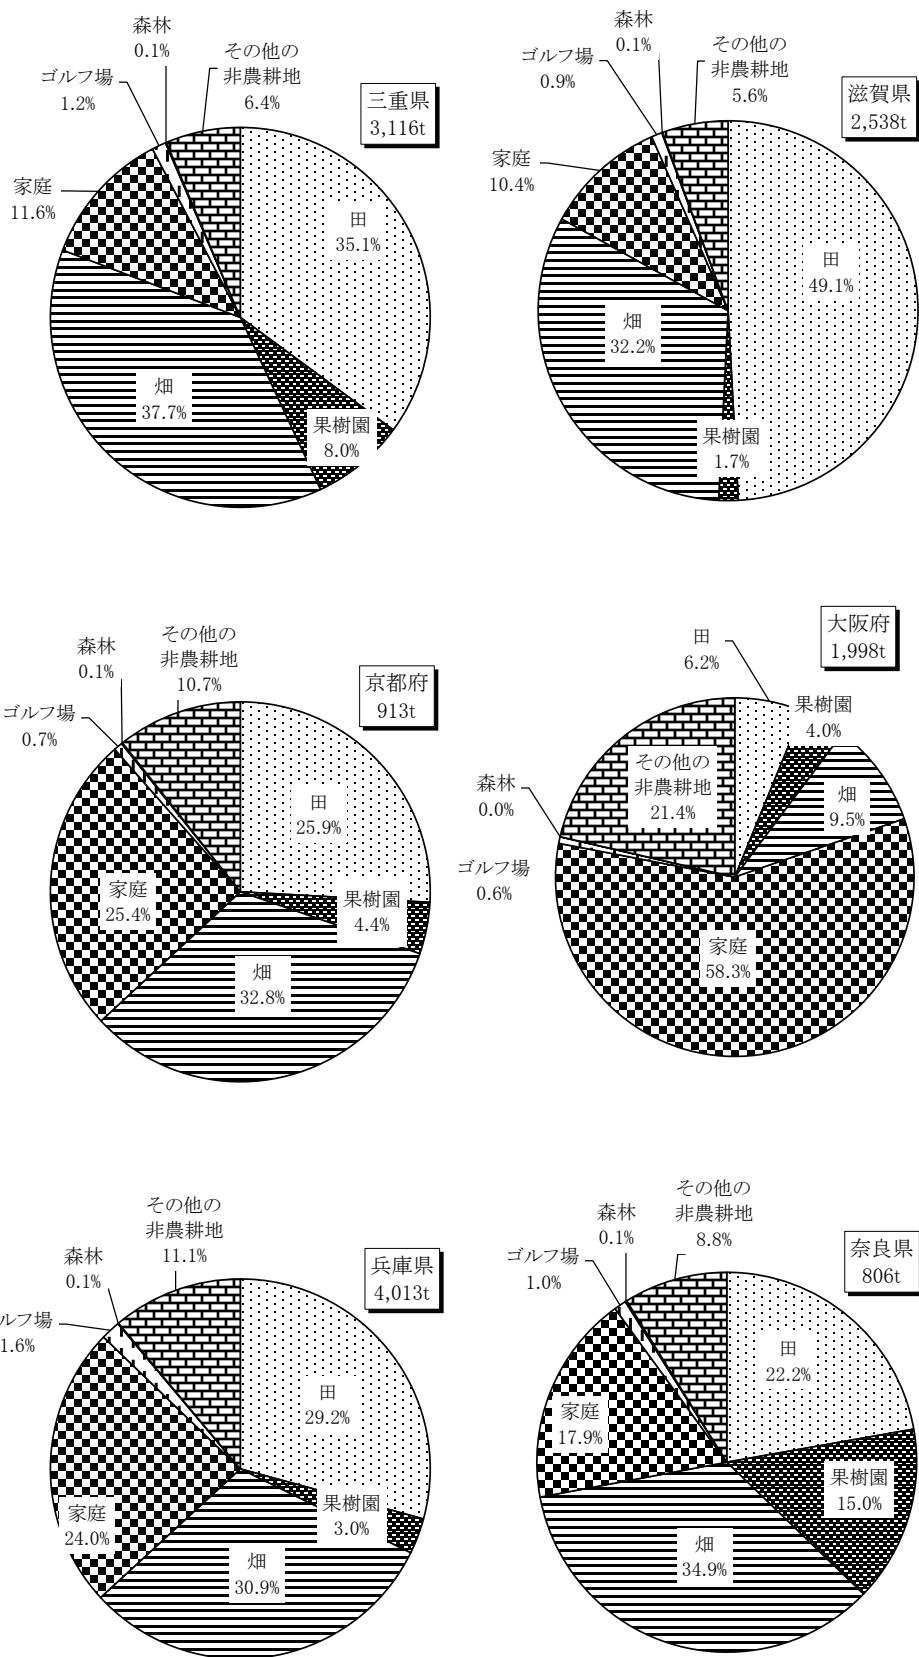 三重県
3,116t
森林
0.1%
その他の
非農耕地
6.4%
ゴルフ場
1.2%
家庭
11.6%
田
35.1%
畑
37.7%
果樹園
8.0%
滋賀県
2,538t
森林
0.1%
その他の
非農耕地
5.6%
ゴルフ場
0.9%
家庭
10.4%
田
49.1%
畑
32.2%
果樹園
1.7%
京都府
913t
森林
0.1%
その他の
非農耕地
10.7%
ゴルフ場
0.7%
田
25.9%
家庭
25.4%
果樹園
4.4%
畑
32.8%
大阪府
1,998t
田
6.2%
果樹園
4.0%
その他の
非農耕地
21.4%
森林
0.0%
畑
9.5%
ゴルフ場
0.6%
家庭
58.3%
兵庫県
4,013t
その他の
非農耕地
11.1%
森林
0.1%
ルフ場
1.6%
田
29.2%
家庭
24.0%
果樹園
3.0%
畑
30.9%
奈良県
806t
その他の
非農耕地
8.8%
森林
0.1%
ゴルフ場
1.0%
田
22.2%
家庭
17.9%
果樹園
15.0%
畑
34.9%